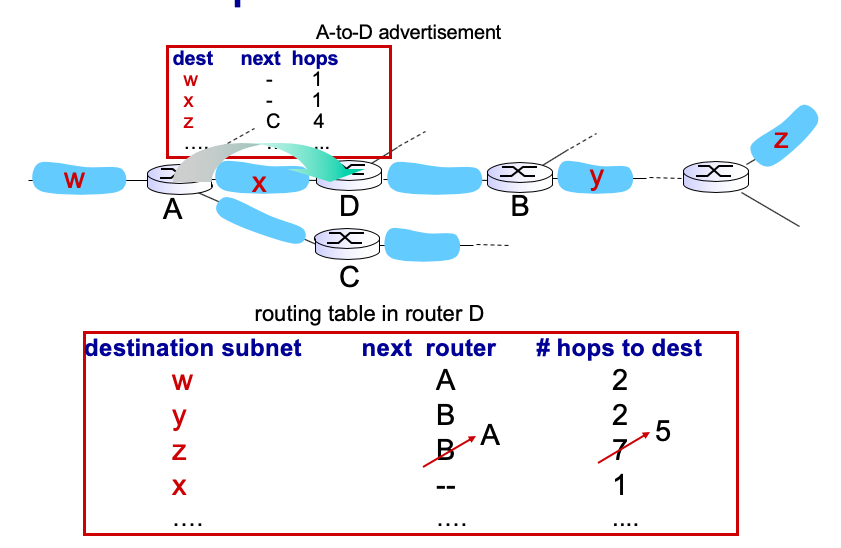 A-to-D advertisement
dest next hops
w - 1
x - 1
z C 4
.... .. ...
w x y z
A D B
C
routing table in router D
destination subnet next router # hops to dest
w A 2
y B 2
z B A 7 5
x -- 1
.... .... ....